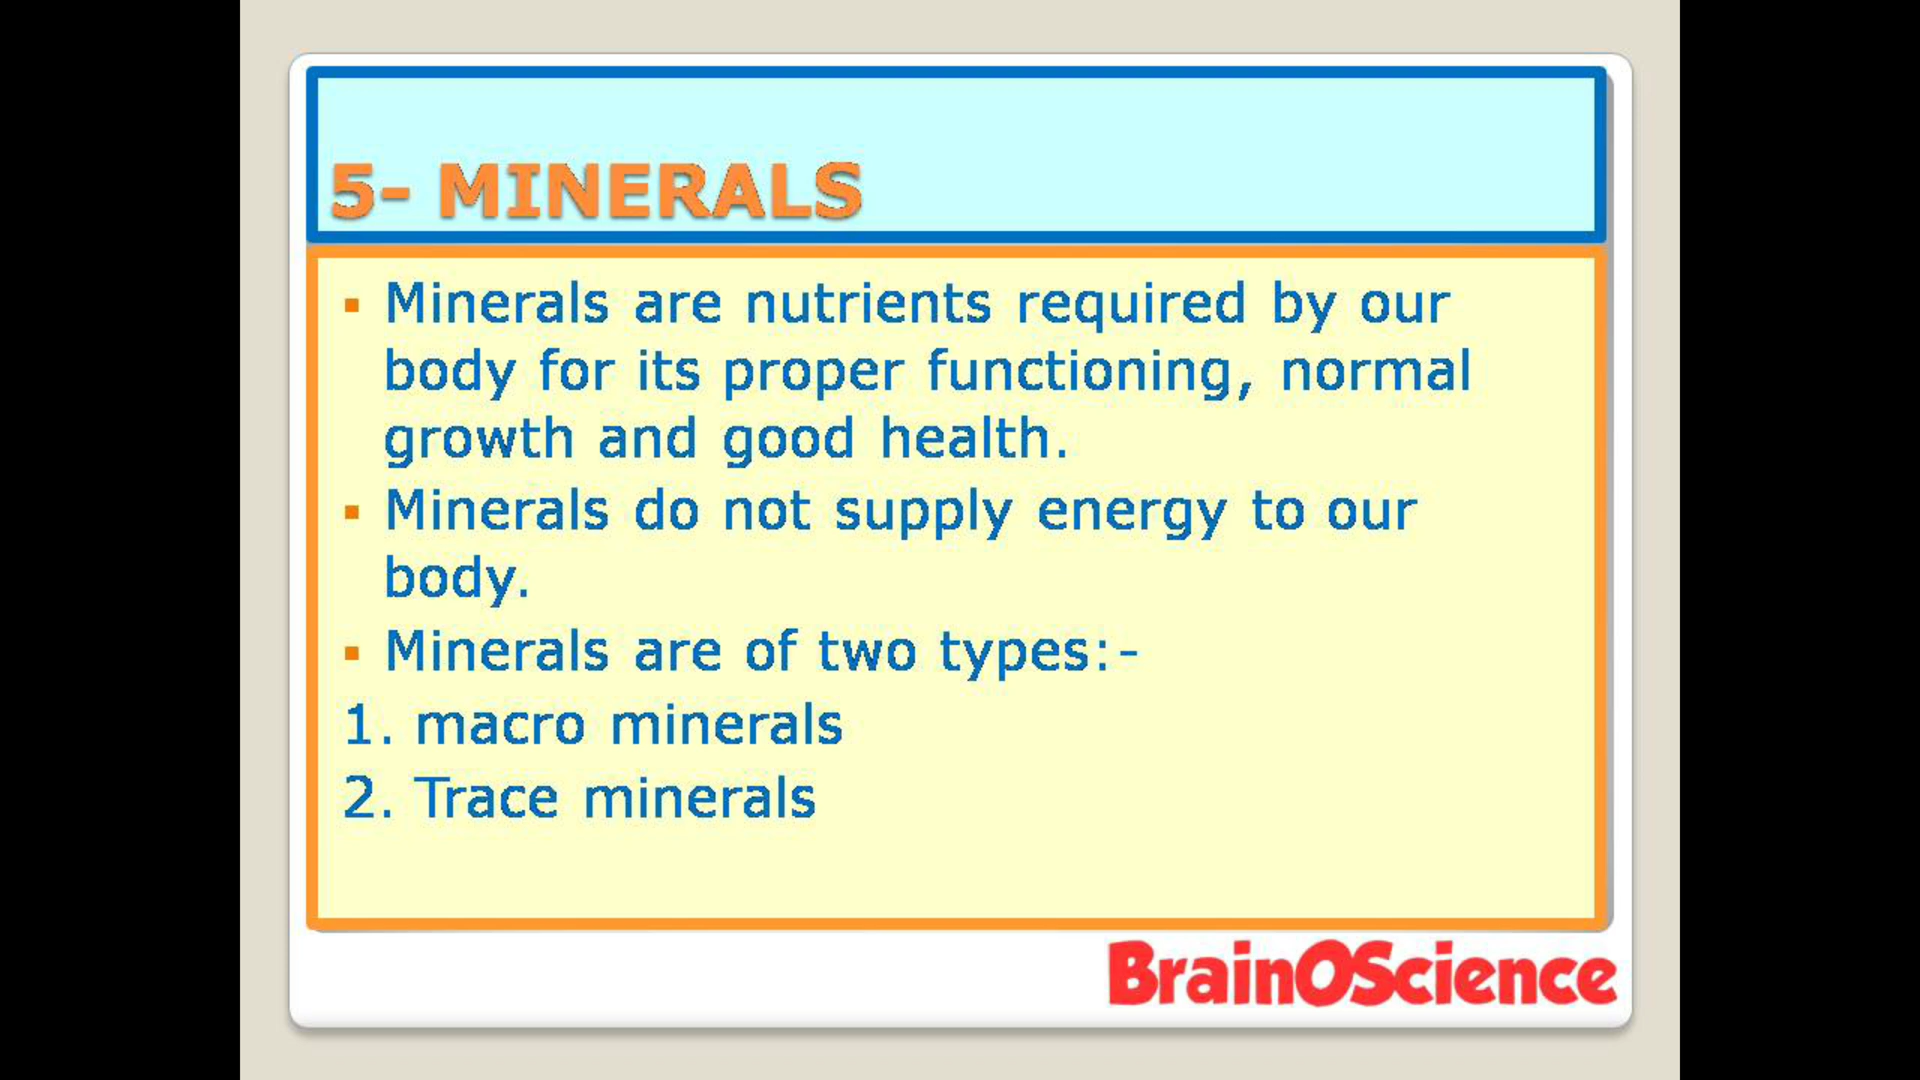 5- MINERALS
▪ Minerals are nutrients required by our
body for its proper functioning, normal
growth and good health.
▪ Minerals do not supply energy to our
body.
▪ Minerals are of two types:-
1. macro minerals
2. Trace minerals
BrainOScience